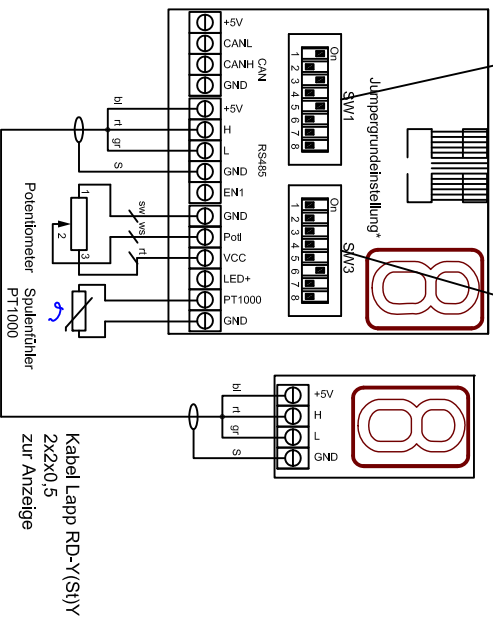 +5V
CANL
CANH
GND
CAN
+5V
H
L
GND
EN1
RS485
GND
Poti
VCC
LED+
PT1000
GND
bl
rt
gr
S
sw
ws
rt
On
1 2 3 4 5 6 7 8
SW1
Jumpergrundeinstellung*
On
1 2 3 4 5 6 7 8
SW3
1
2
3
Potentiometer
ϑ
Spulenfühler
PT1000
+5V
H
L
GND
bl
rt
gr
S
Kabel Lapp RD-Y(St)Y
2x2x0,5
zur Anzeige